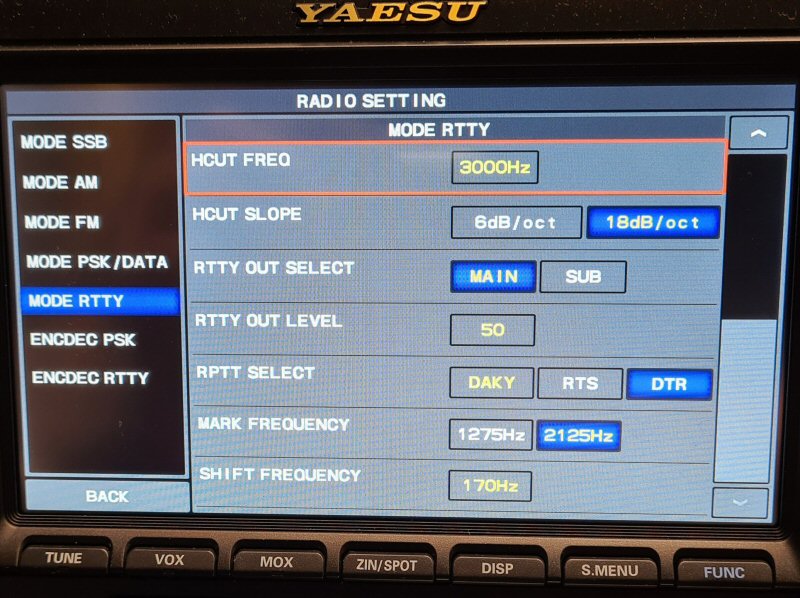 YAESU
RADIO SETTING
MODE SSB
MODE AM
MODE FM
MODE PSK/DATA
MODE RTTY
ENCDEC PSK
ENCDEC RTTY
BACK
MODE RTTY
HCUT FREQ 3000Hz
HCUT SLOPE 6dB/oct 18dB/oct
RTTY OUT SELECT MAIN SUB
RTTY OUT LEVEL 50
RPTT SELECT DAKY RTS DTR
MARK FREQUENCY 1275Hz 2125Hz
SHIFT FREQUENCY 170Hz
TUNE VOX MOX ZIN/SPOT DISP S.MENU FUNC